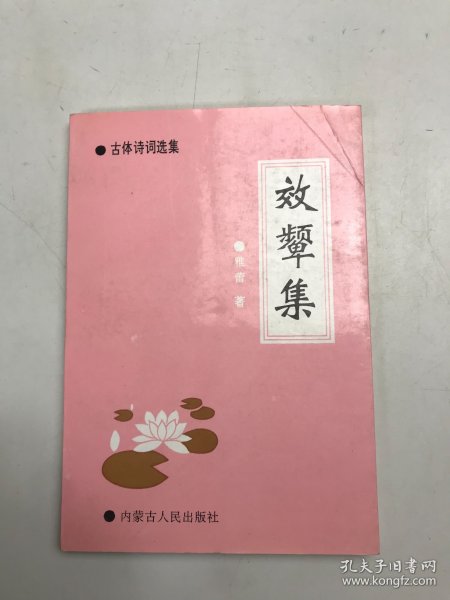 ● 古体诗词选集
效颦集
● 雅蕾 著
● 内蒙古人民出版社
孔夫子旧书网
www.kongfz.com